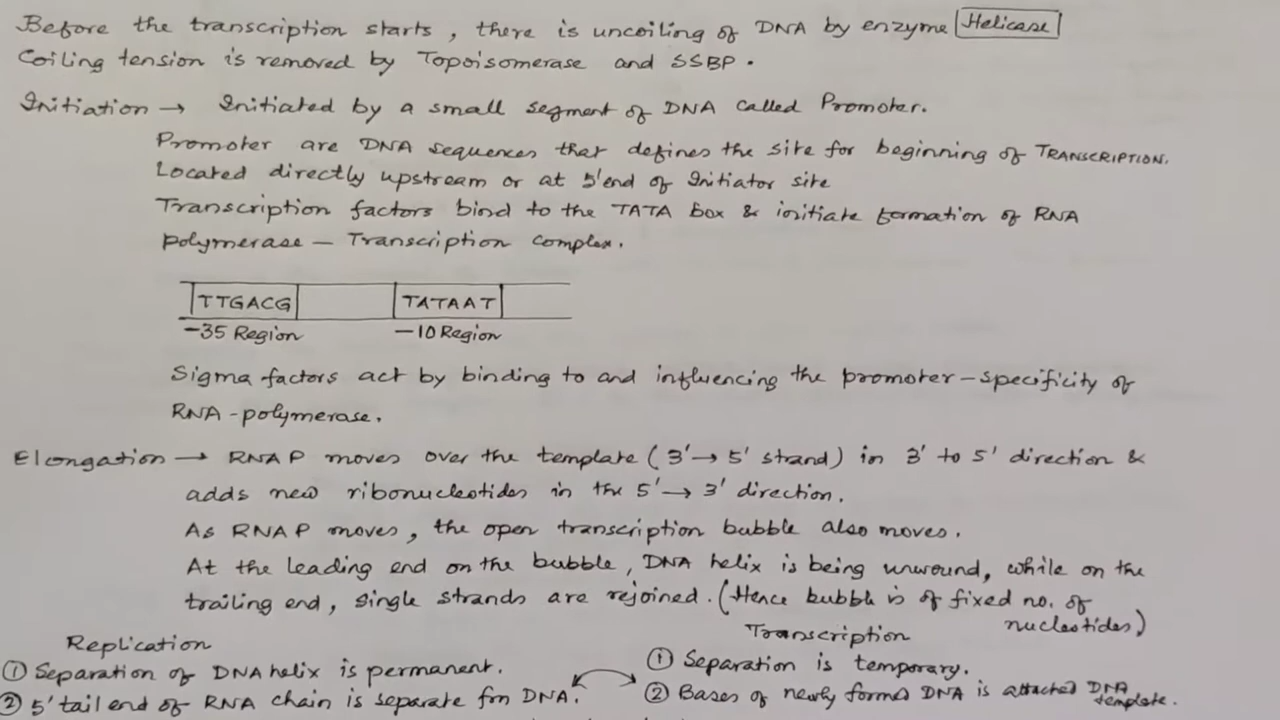 Before the transcription starts, there is uncoiling of DNA by enzyme Helicase
Coiling tension is removed by Topoisomerase and SSBP.
Initiation → Initiated by a small segment of DNA called Promoter.
Promoter are DNA sequences that defines the site for beginning of TRANSCRIPTION.
Located directly upstream or at 5' end of Initiator site
Transcription factors bind to the TATA box & initiate formation of RNA
polymerase – Transcription complex.
TTGACG TATAAT
-35 Region -10 Region
Sigma factors act by binding to and influencing the promoter-specificity of
RNA-polymerase.
Elongation → RNAP moves over the template (3'→ 5' strand) in 3' to 5' direction &
adds new ribonucleotides in the 5'→ 3' direction.
As RNAP moves, the open transcription bubble also moves.
At the leading end on the bubble, DNA helix is being unwound, while on the
trailing end, single strands are rejoined. (Hence bubble is of fixed no. of
nucleotides)
Replication Transcription
① Separation of DNA helix is permanent. ① Separation is temporary.
② 5' tail end of RNA chain is separate frm DNA. ② Bases of newly formed DNA is attached DNA template.